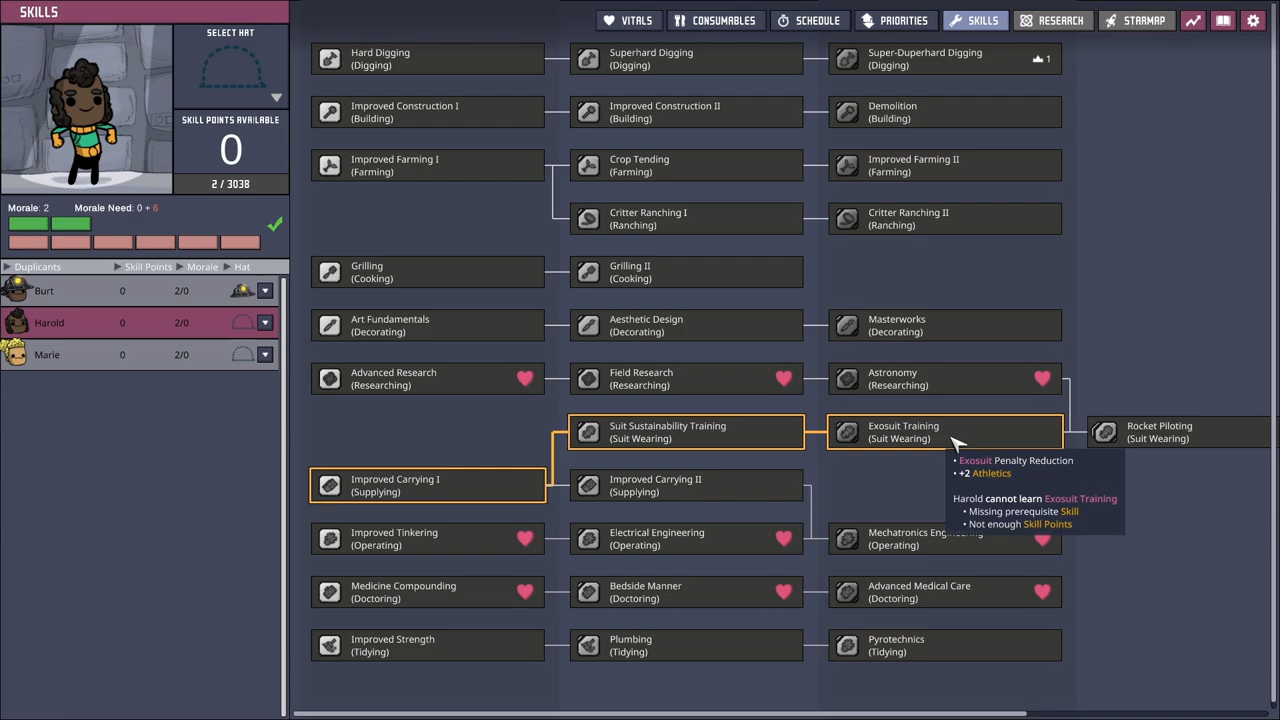 SKILLS
VITALS
CONSUMABLES
SCHEDULE
PRIORITIES
SKILLS
RESEARCH
STARMAP
SELECT HAT
SKILL POINTS AVAILABLE
0
2 / 3038
Morale: 2
Morale Need: 0 + 6
Duplicants
Skill Points
Morale
Hat
Burt
0
2/0
Harold
0
2/0
Marie
0
2/0
Hard Digging
(Digging)
Superhard Digging
(Digging)
Super-Duperhard Digging
(Digging)
1
Improved Construction I
(Building)
Improved Construction II
(Building)
Demolition
(Building)
Improved Farming I
(Farming)
Crop Tending
(Farming)
Improved Farming II
(Farming)
Critter Ranching I
(Ranching)
Critter Ranching II
(Ranching)
Grilling
(Cooking)
Grilling II
(Cooking)
Art Fundamentals
(Decorating)
Aesthetic Design
(Decorating)
Masterworks
(Decorating)
Advanced Research
(Researching)
Field Research
(Researching)
Astronomy
(Researching)
Suit Sustainability Training
(Suit Wearing)
Exosuit Training
(Suit Wearing)
Rocket Piloting
(Suit Wearing)
• Exosuit Penalty Reduction
• +2 Athletics
Harold cannot learn Exosuit Training
• Missing prerequisite Skill
• Not enough Skill Points
Improved Carrying I
(Supplying)
Improved Carrying II
(Supplying)
Improved Tinkering
(Operating)
Electrical Engineering
(Operating)
Mechatronics Engineering
(Operating)
Medicine Compounding
(Doctoring)
Bedside Manner
(Doctoring)
Advanced Medical Care
(Doctoring)
Improved Strength
(Tidying)
Plumbing
(Tidying)
Pyrotechnics
(Tidying)